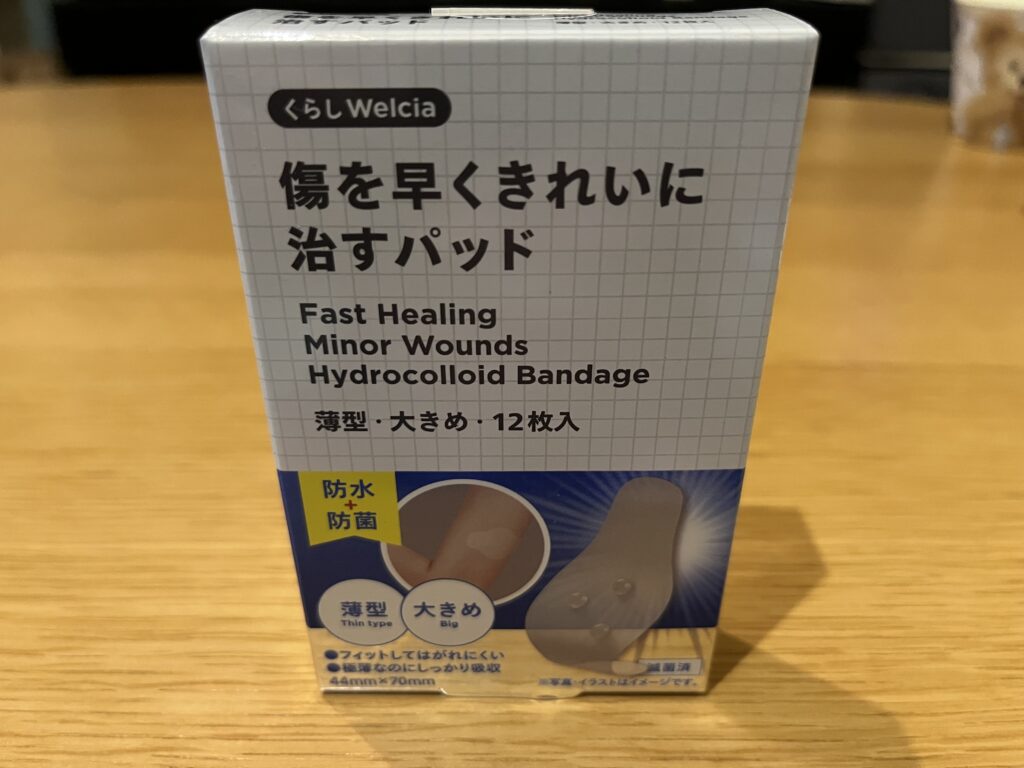 くらしWelcia
傷を早くきれいに
治すパッド
Fast Healing
Minor Wounds
Hydrocolloid Bandage
薄型・大きめ・12枚入
防水
+
防菌
薄型
Thin type
大きめ
Big
●フィットしてはがれにくい
●極薄なのにしっかり吸収
44mm×70mm
滅菌済
※写真・イラストはイメージです。